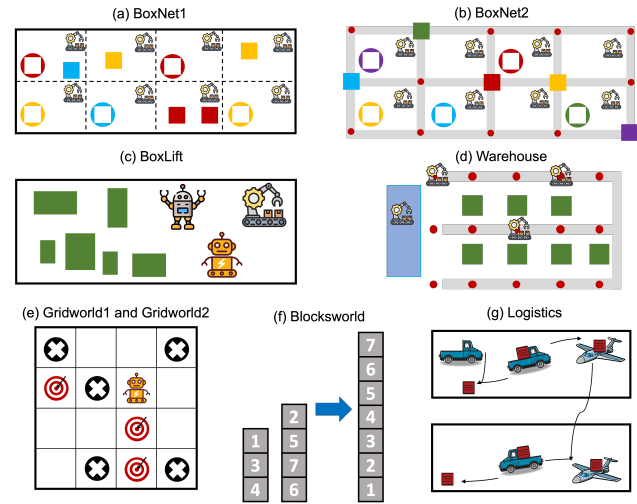 (a) BoxNet1
(b) BoxNet2
(c) BoxLift
(d) Warehouse
(e) Gridworld1 and Gridworld2
(f) Blocksworld
(g) Logistics
1
3
4
2
5
7
6
7
6
5
4
3
2
1